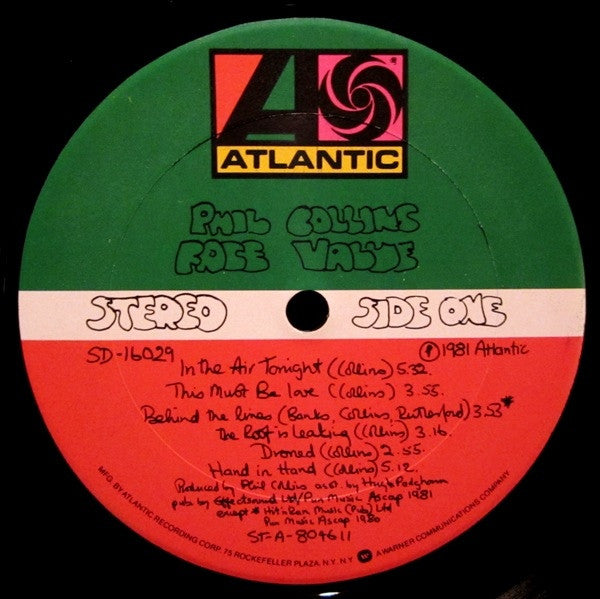 ATLANTIC
PHIL COLLINS
FACE VALUE
STEREO
SIDE ONE
SD-16029
℗1981 Atlantic
In the Air Tonight (Collins) 5.32.
This Must Be love (Collins) 3.55.
Behind the lines (Banks, Collins, Rutherford) 3.53*
The Roof is Leaking (Collins) 3.16.
Droned (Collins) 2.55.
Hand in Hand (Collins) 5.12.
Produced by Phil Collins asst. by Hugh Padgham
pub. by Effectsound Ltd/Pun Music Ascap 1981
except * Hit'n Run Music (Pub) Ltd
Pun Music Ascap 1980
ST-A-804611
MFG. BY ATLANTIC RECORDING CORP. 75 ROCKEFELLER PLAZA, N.Y. N.Y. A WARNER COMMUNICATIONS COMPANY